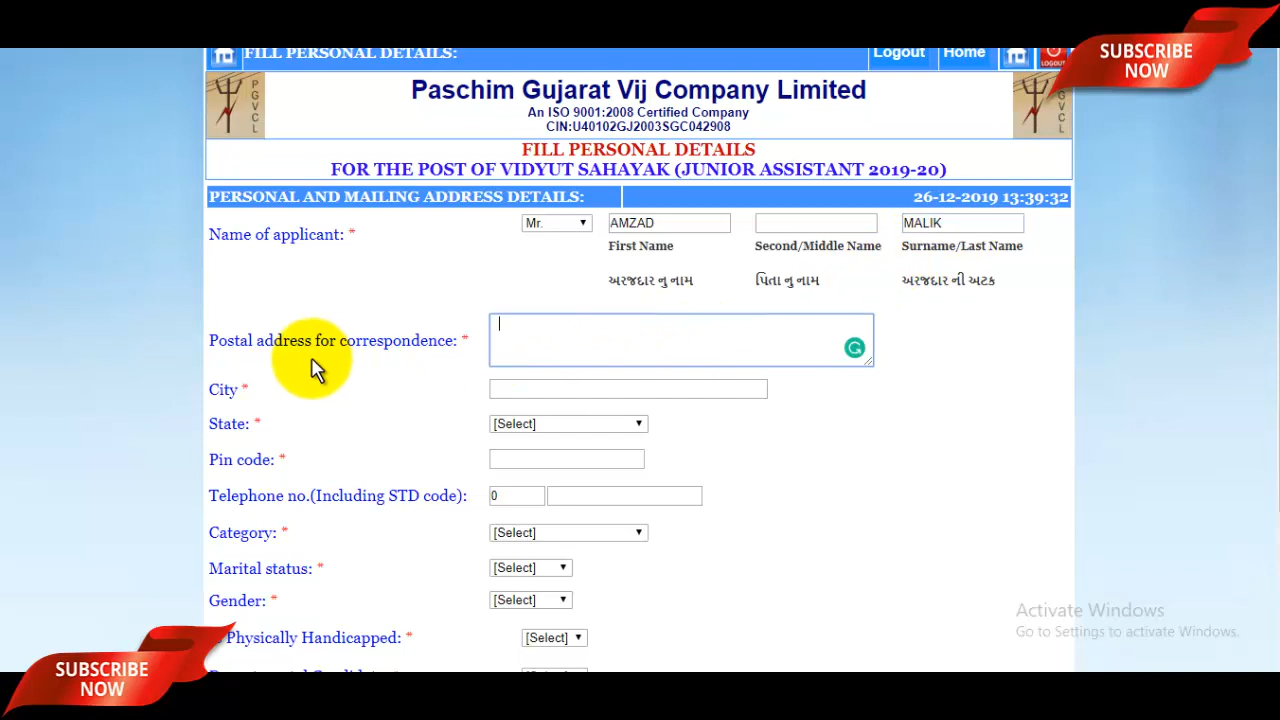 FILL PERSONAL DETAILS:
Logout Home
SUBSCRIBE
NOW
LOGOUT
PGVCL
Paschim Gujarat Vij Company Limited
PGVCL
An ISO 9001:2008 Certified Company
CIN:U40102GJ2003SGC042908
FILL PERSONAL DETAILS
FOR THE POST OF VIDYUT SAHAYAK (JUNIOR ASSISTANT 2019-20)
PERSONAL AND MAILING ADDRESS DETAILS: 26-12-2019 13:39:32
Name of applicant: * Mr. AMZAD MALIK
First Name Second/Middle Name Surname/Last Name
અરજદાર નુ નામ પિતા નુ નામ અરજદાર ની અટક
Postal address for correspondence: *
City *
State: * [Select]
Pin code: *
Telephone no.(Including STD code): 0
Category: * [Select]
Marital status: * [Select]
Gender: * [Select]
Physically Handicapped: * [Select]
Activate Windows
Go to Settings to activate Windows.
SUBSCRIBE
NOW